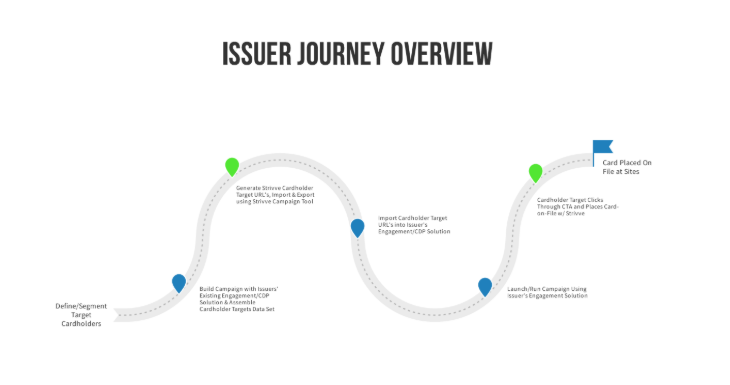 ISSUER JOURNEY OVERVIEW
Card Placed On
File at Sites
Generate Strivve Cardholder
Target URL's, Import & Export
using Strivve Campaign Tool
Cardholder Target Clicks
Through CTA and Places Card-
on-File w/ Strivve
Import Cardholder Target
URL's into Issuer's
Engagement/CDP Solution
Build Campaign with Issuers'
Existing Engagement/CDP
Solution & Assemble
Cardholder Targets Data Set
Launch/Run Campaign Using
Issuer's Engagement Solution
Define/Segment
Target
Cardholders